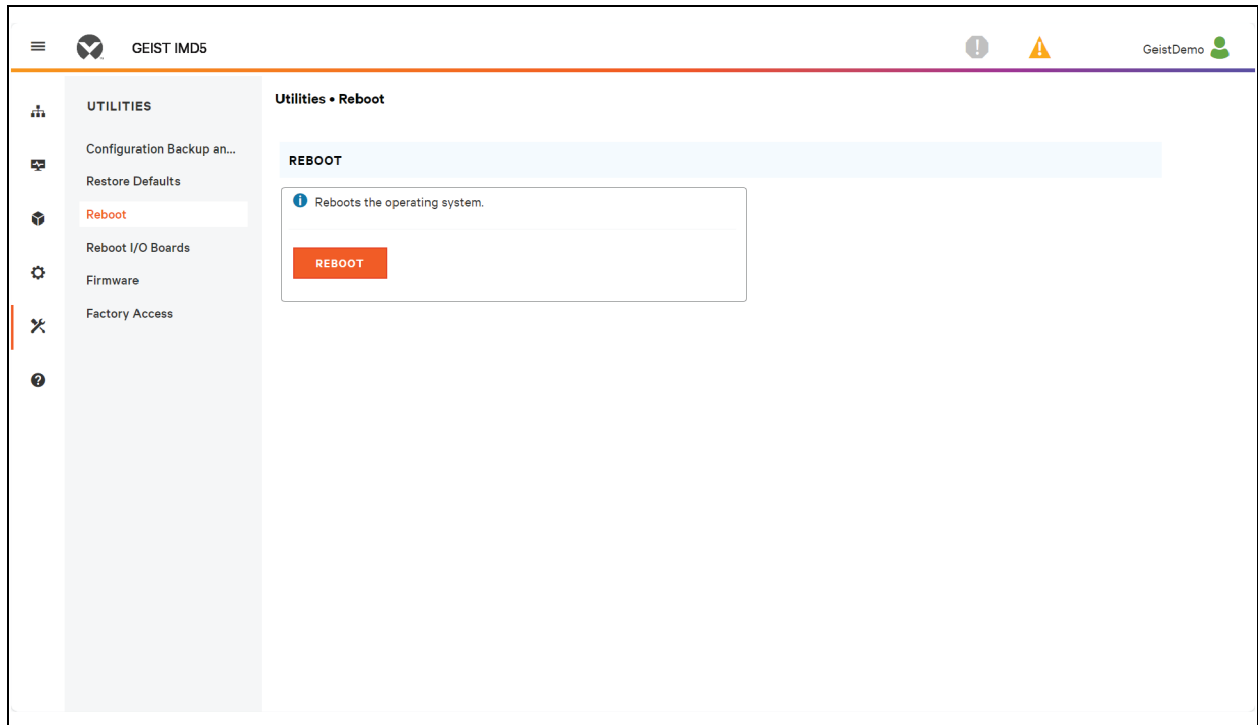 GEIST IMD5
GeistDemo
UTILITIES
Configuration Backup an...
Restore Defaults
Reboot
Reboot I/O Boards
Firmware
Factory Access
Utilities • Reboot
REBOOT
Reboots the operating system.
REBOOT